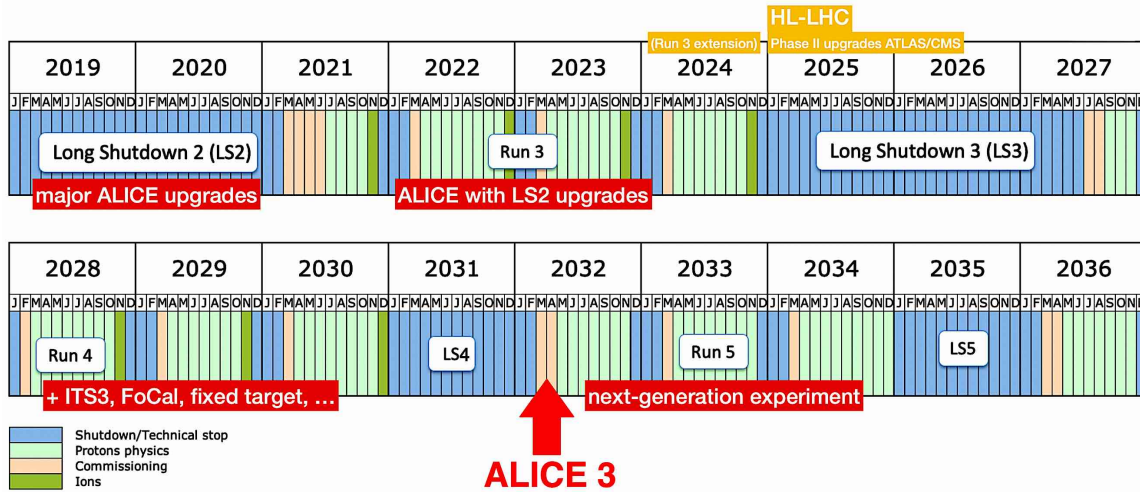 HL-LHC
(Run 3 extension) Phase II upgrades ATLAS/CMS
2019 2020 2021 2022 2023 2024 2025 2026 2027
J F M A M J J A S O N D J F M A M J J A S O N D J F M A M J J A S O N D J F M A M J J A S O N D J F M A M J J A S O N D J F M A M J J A S O N D J F M A M J J A S O N D J F M A M J J A S O N D J F M A M J J A S O N
Long Shutdown 2 (LS2) Run 3 Long Shutdown 3 (LS3)
major ALICE upgrades ALICE with LS2 upgrades
2028 2029 2030 2031 2032 2033 2034 2035 2036
J F M A M J J A S O N D J F M A M J J A S O N D J F M A M J J A S O N D J F M A M J J A S O N D J F M A M J J A S O N D J F M A M J J A S O N D J F M A M J J A S O N D J F M A M J J A S O N D J F M A M J J A S O N
Run 4 LS4 Run 5 LS5
+ ITS3, FoCal, fixed target, ... next-generation experiment
Shutdown/Technical stop
Protons physics
Commissioning
Ions
ALICE 3